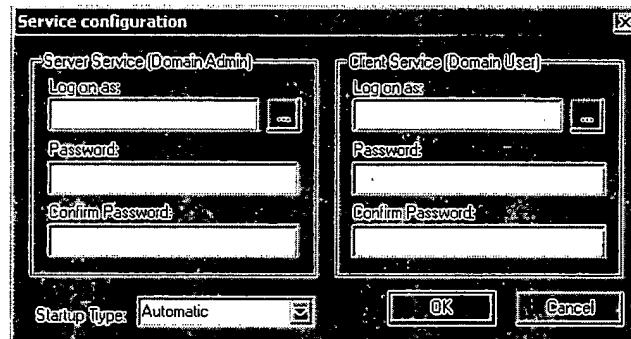 Service configuration
Server Service (Domain Admin)
Log on as:
...
Password:
Confirm Password:
Client Service (Domain User)
Log on as:
...
Password:
Confirm Password:
Startup Type: Automatic
OK
Cancel